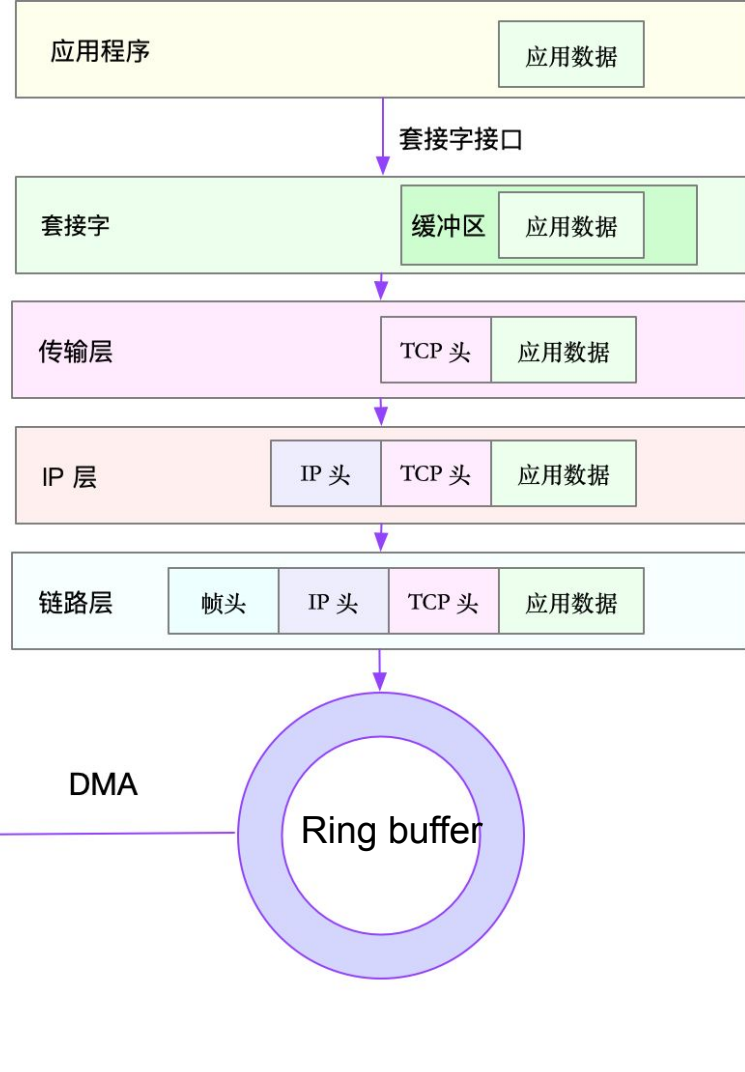 应用程序
应用数据
套接字接口
套接字
缓冲区
应用数据
传输层
TCP 头
应用数据
IP 层
IP 头
TCP 头
应用数据
链路层
帧头
IP 头
TCP 头
应用数据
DMA
Ring buffer